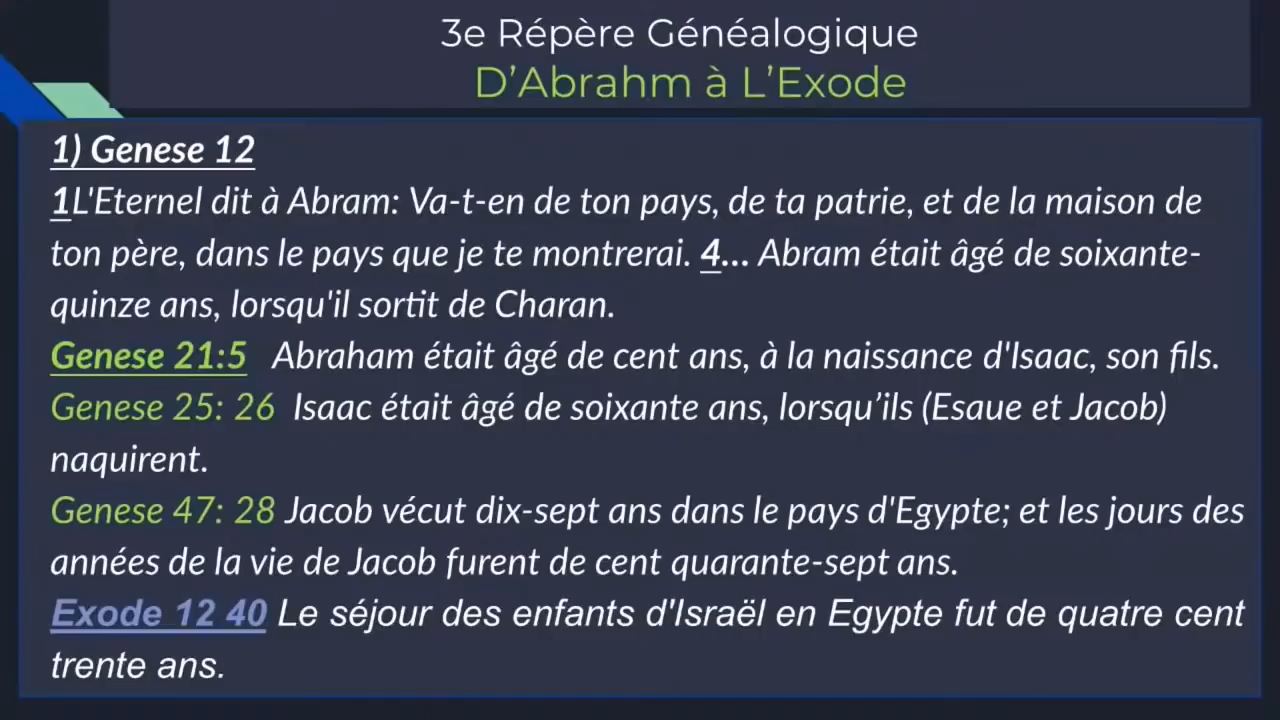 3e Répère Généalogique
D'Abrahm à L'Exode
1) Genese 12
1L'Eternel dit à Abram: Va-t-en de ton pays, de ta patrie, et de la maison de
ton père, dans le pays que je te montrerai. 4... Abram était âgé de soixante-
quinze ans, lorsqu'il sortit de Charan.
Genese 21:5 Abraham était âgé de cent ans, à la naissance d'Isaac, son fils.
Genese 25: 26 Isaac était âgé de soixante ans, lorsqu’ils (Esaue et Jacob)
naquirent.
Genese 47: 28 Jacob vécut dix-sept ans dans le pays d'Egypte; et les jours des
années de la vie de Jacob furent de cent quarante-sept ans.
Exode 12 40 Le séjour des enfants d'Israël en Egypte fut de quatre cent
trente ans.